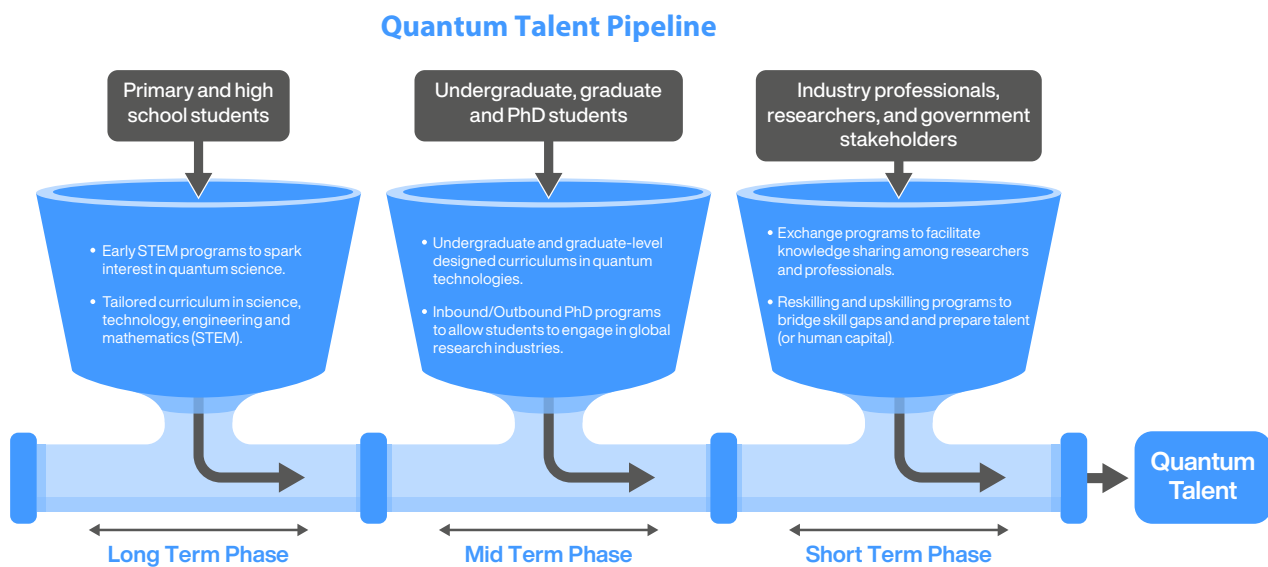 Quantum Talent Pipeline
Primary and high
school students
Undergraduate, graduate
and PhD students
Industry professionals,
researchers, and government
stakeholders
• Early STEM programs to spark
interest in quantum science.
• Tailored curriculum in science,
technology, engineering and
mathematics (STEM).
• Undergraduate and graduate-level
designed curriculums in quantum
technologies.
• Inbound/Outbound PhD programs
to allow students to engage in global
research industries.
• Exchange programs to facilitate
knowledge sharing among researchers
and professionals.
• Reskilling and upskilling programs to
bridge skill gaps and and prepare talent
(or human capital).
Quantum
Talent
Long Term Phase
Mid Term Phase
Short Term Phase